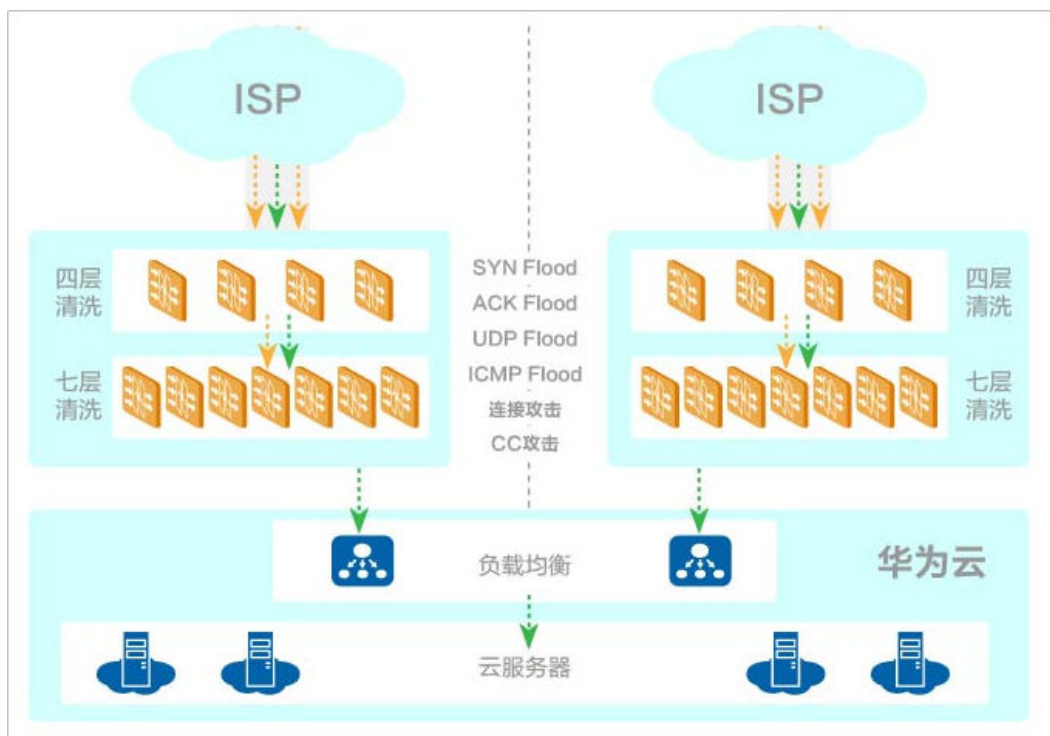 ISP
ISP
四层
清洗
SYN Flood
ACK Flood
UDP Flood
ICMP Flood
连接攻击
CC攻击
四层
清洗
七层
清洗
七层
清洗
负载均衡
华为云
云服务器